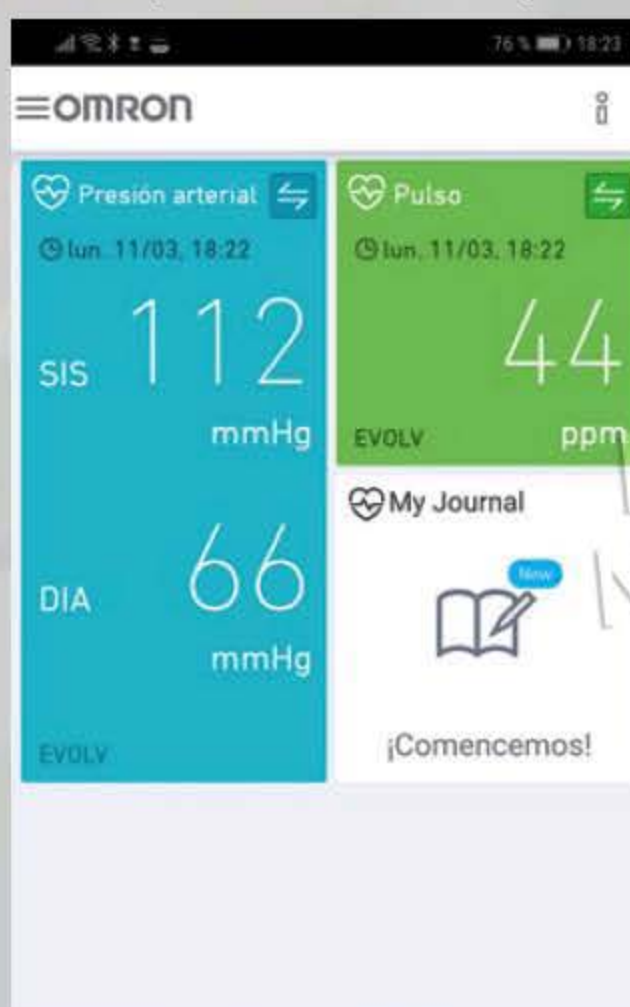 76 % 18:23
OMRON
Presión arterial
lun. 11/03, 18:22
SIS 112
mmHg
DIA 66
mmHg
EVOLV
Pulso
lun. 11/03, 18:22
44
EVOLV ppm
My Journal
New
¡Comencemos!